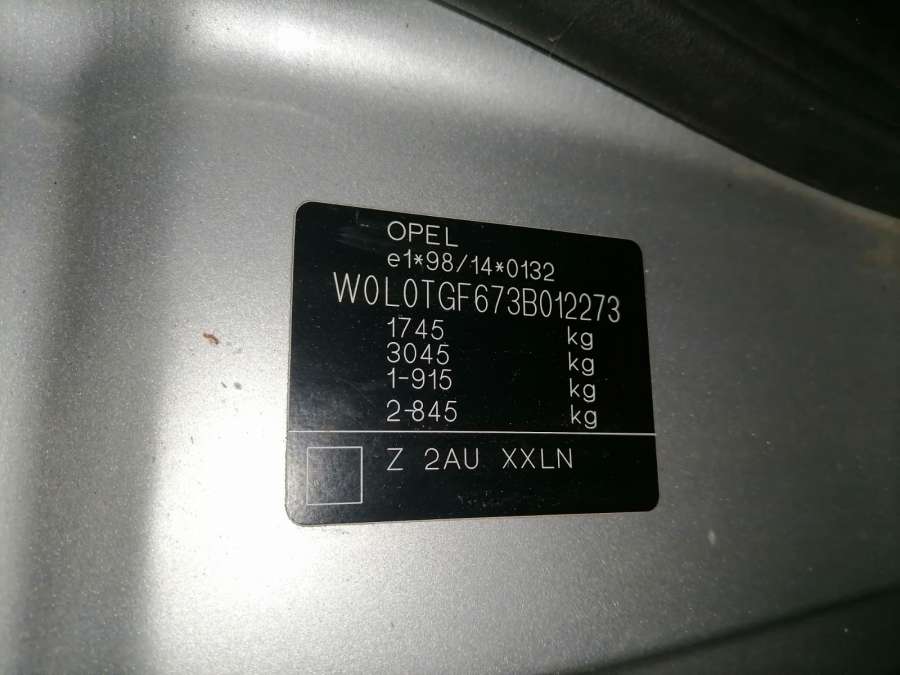 OPEL
e1*98/14*0132
W0L0TGF673B012273
1745 kg
3045 kg
1-915 kg
2-845 kg
Z 2AU XXLN